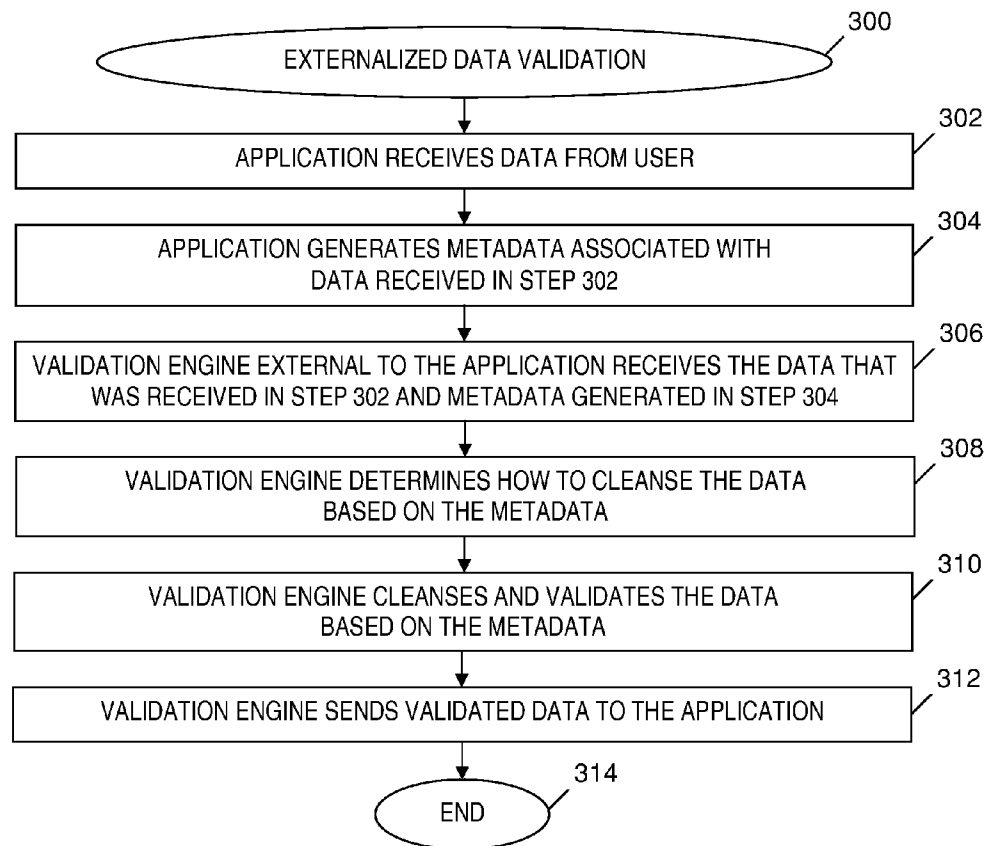 300
EXTERNALIZED DATA VALIDATION
302
APPLICATION RECEIVES DATA FROM USER
304
APPLICATION GENERATES METADATA ASSOCIATED WITH
DATA RECEIVED IN STEP 302
306
VALIDATION ENGINE EXTERNAL TO THE APPLICATION RECEIVES THE DATA THAT
WAS RECEIVED IN STEP 302 AND METADATA GENERATED IN STEP 304
308
VALIDATION ENGINE DETERMINES HOW TO CLEANSE THE DATA
BASED ON THE METADATA
310
VALIDATION ENGINE CLEANSES AND VALIDATES THE DATA
BASED ON THE METADATA
312
VALIDATION ENGINE SENDS VALIDATED DATA TO THE APPLICATION
314
END